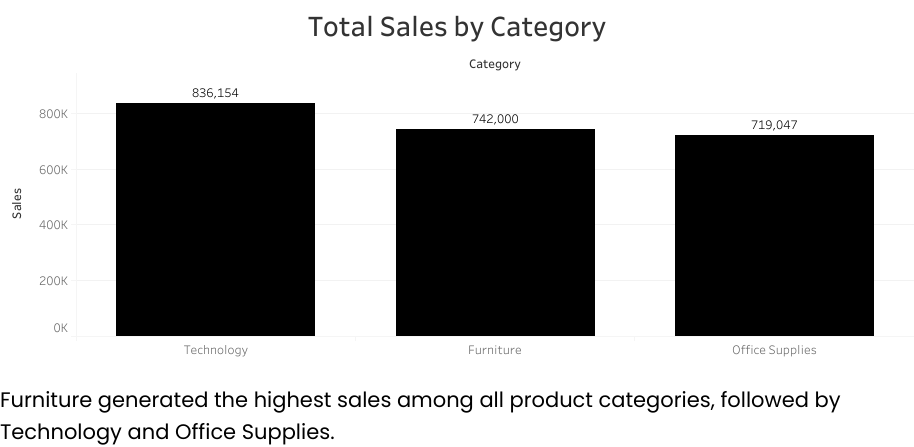 Total Sales by Category
Category
836,154
742,000
719,047
800K
600K
400K
200K
0K
Sales
Technology
Furniture
Office Supplies
Furniture generated the highest sales among all product categories, followed by
Technology and Office Supplies.